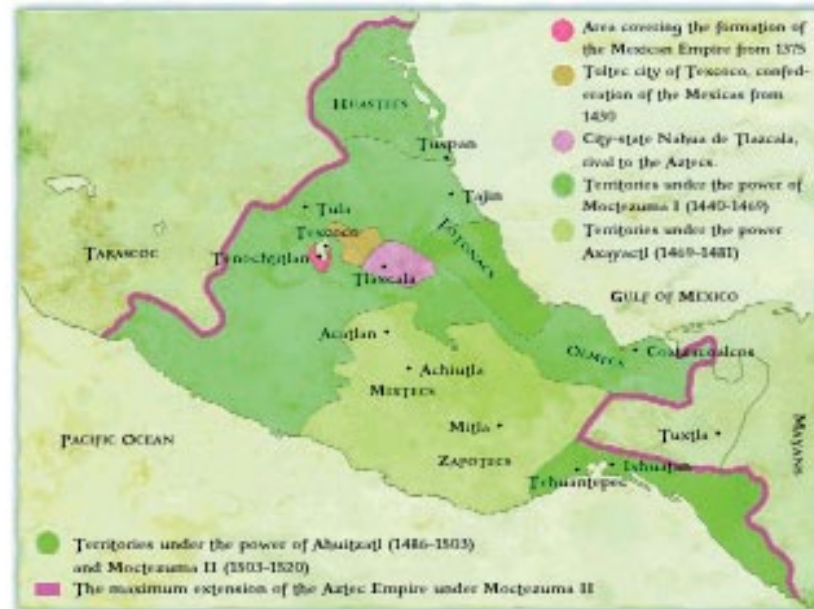 Area covering the formation of
the Mexican Empire from 1375
Toltec city of Texcoco, confed-
eration of the Mexicas from
1430
City-state Nahua de Tlazcala,
rival to the Aztecs.
Territories under the power of
Moctezuma I (1440-1469)
Territories under the power
Axayactl (1469-1481)
HUASTECS
Tuxpan
Tajin
Tula
TOTONACS
Texcoco
TARASCOC
Tenochtitlan
Tlaxcala
GULF OF MEXICO
Acatlan
OLMECS
Coatzacoalcos
Achiutla
MIXTECS
Mitla
Tuxtla
MAYANS
PACIFIC OCEAN
ZAPOTECS
Ixhuatan
Tehuantepec
Territories under the power of Ahuitzatl (1486-1503)
and Moctezuma II (1503-1520)
The maximum extension of the Aztec Empire under Moctezuma II